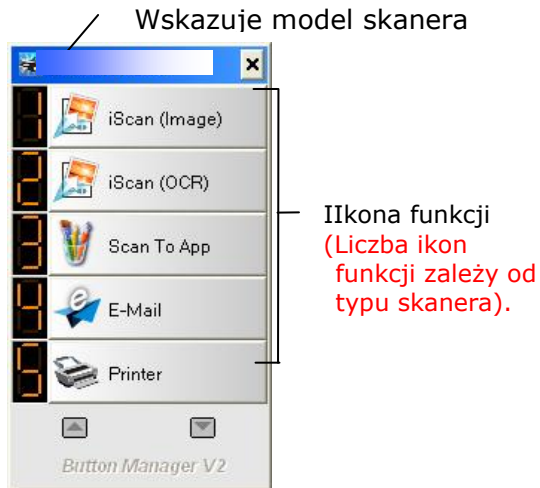 Wskazuje model skanera
1 iScan (Image)
2 iScan (OCR)
3 Scan To App
4 E-Mail
5 Printer
Button Manager V2
IIkona funkcji
(Liczba ikon
funkcji zależy od
typu skanera).